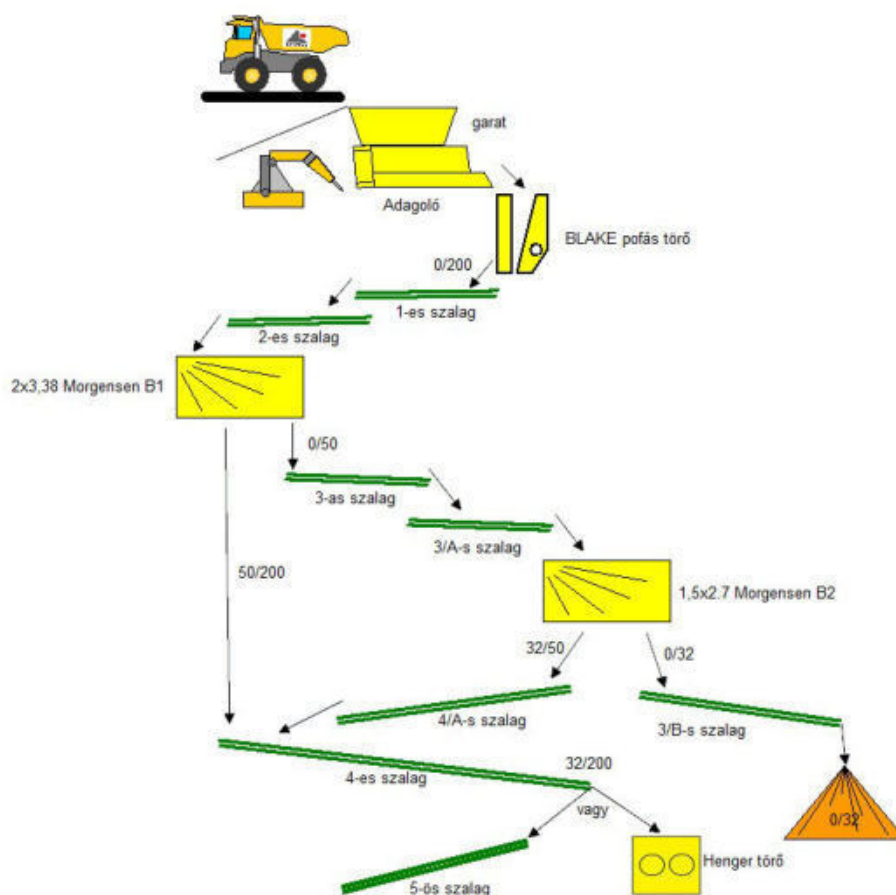 garat
Adagoló
BLAKE pofás törő
0/200
1-es szalag
2-es szalag
2x3,38 Morgensen B1
0/50
3-as szalag
3/A-s szalag
50/200
1,5x2.7 Morgensen B2
32/50
0/32
4/A-s szalag
3/B-s szalag
4-es szalag
32/200
vagy
0/32
Henger törő
5-ös szalag